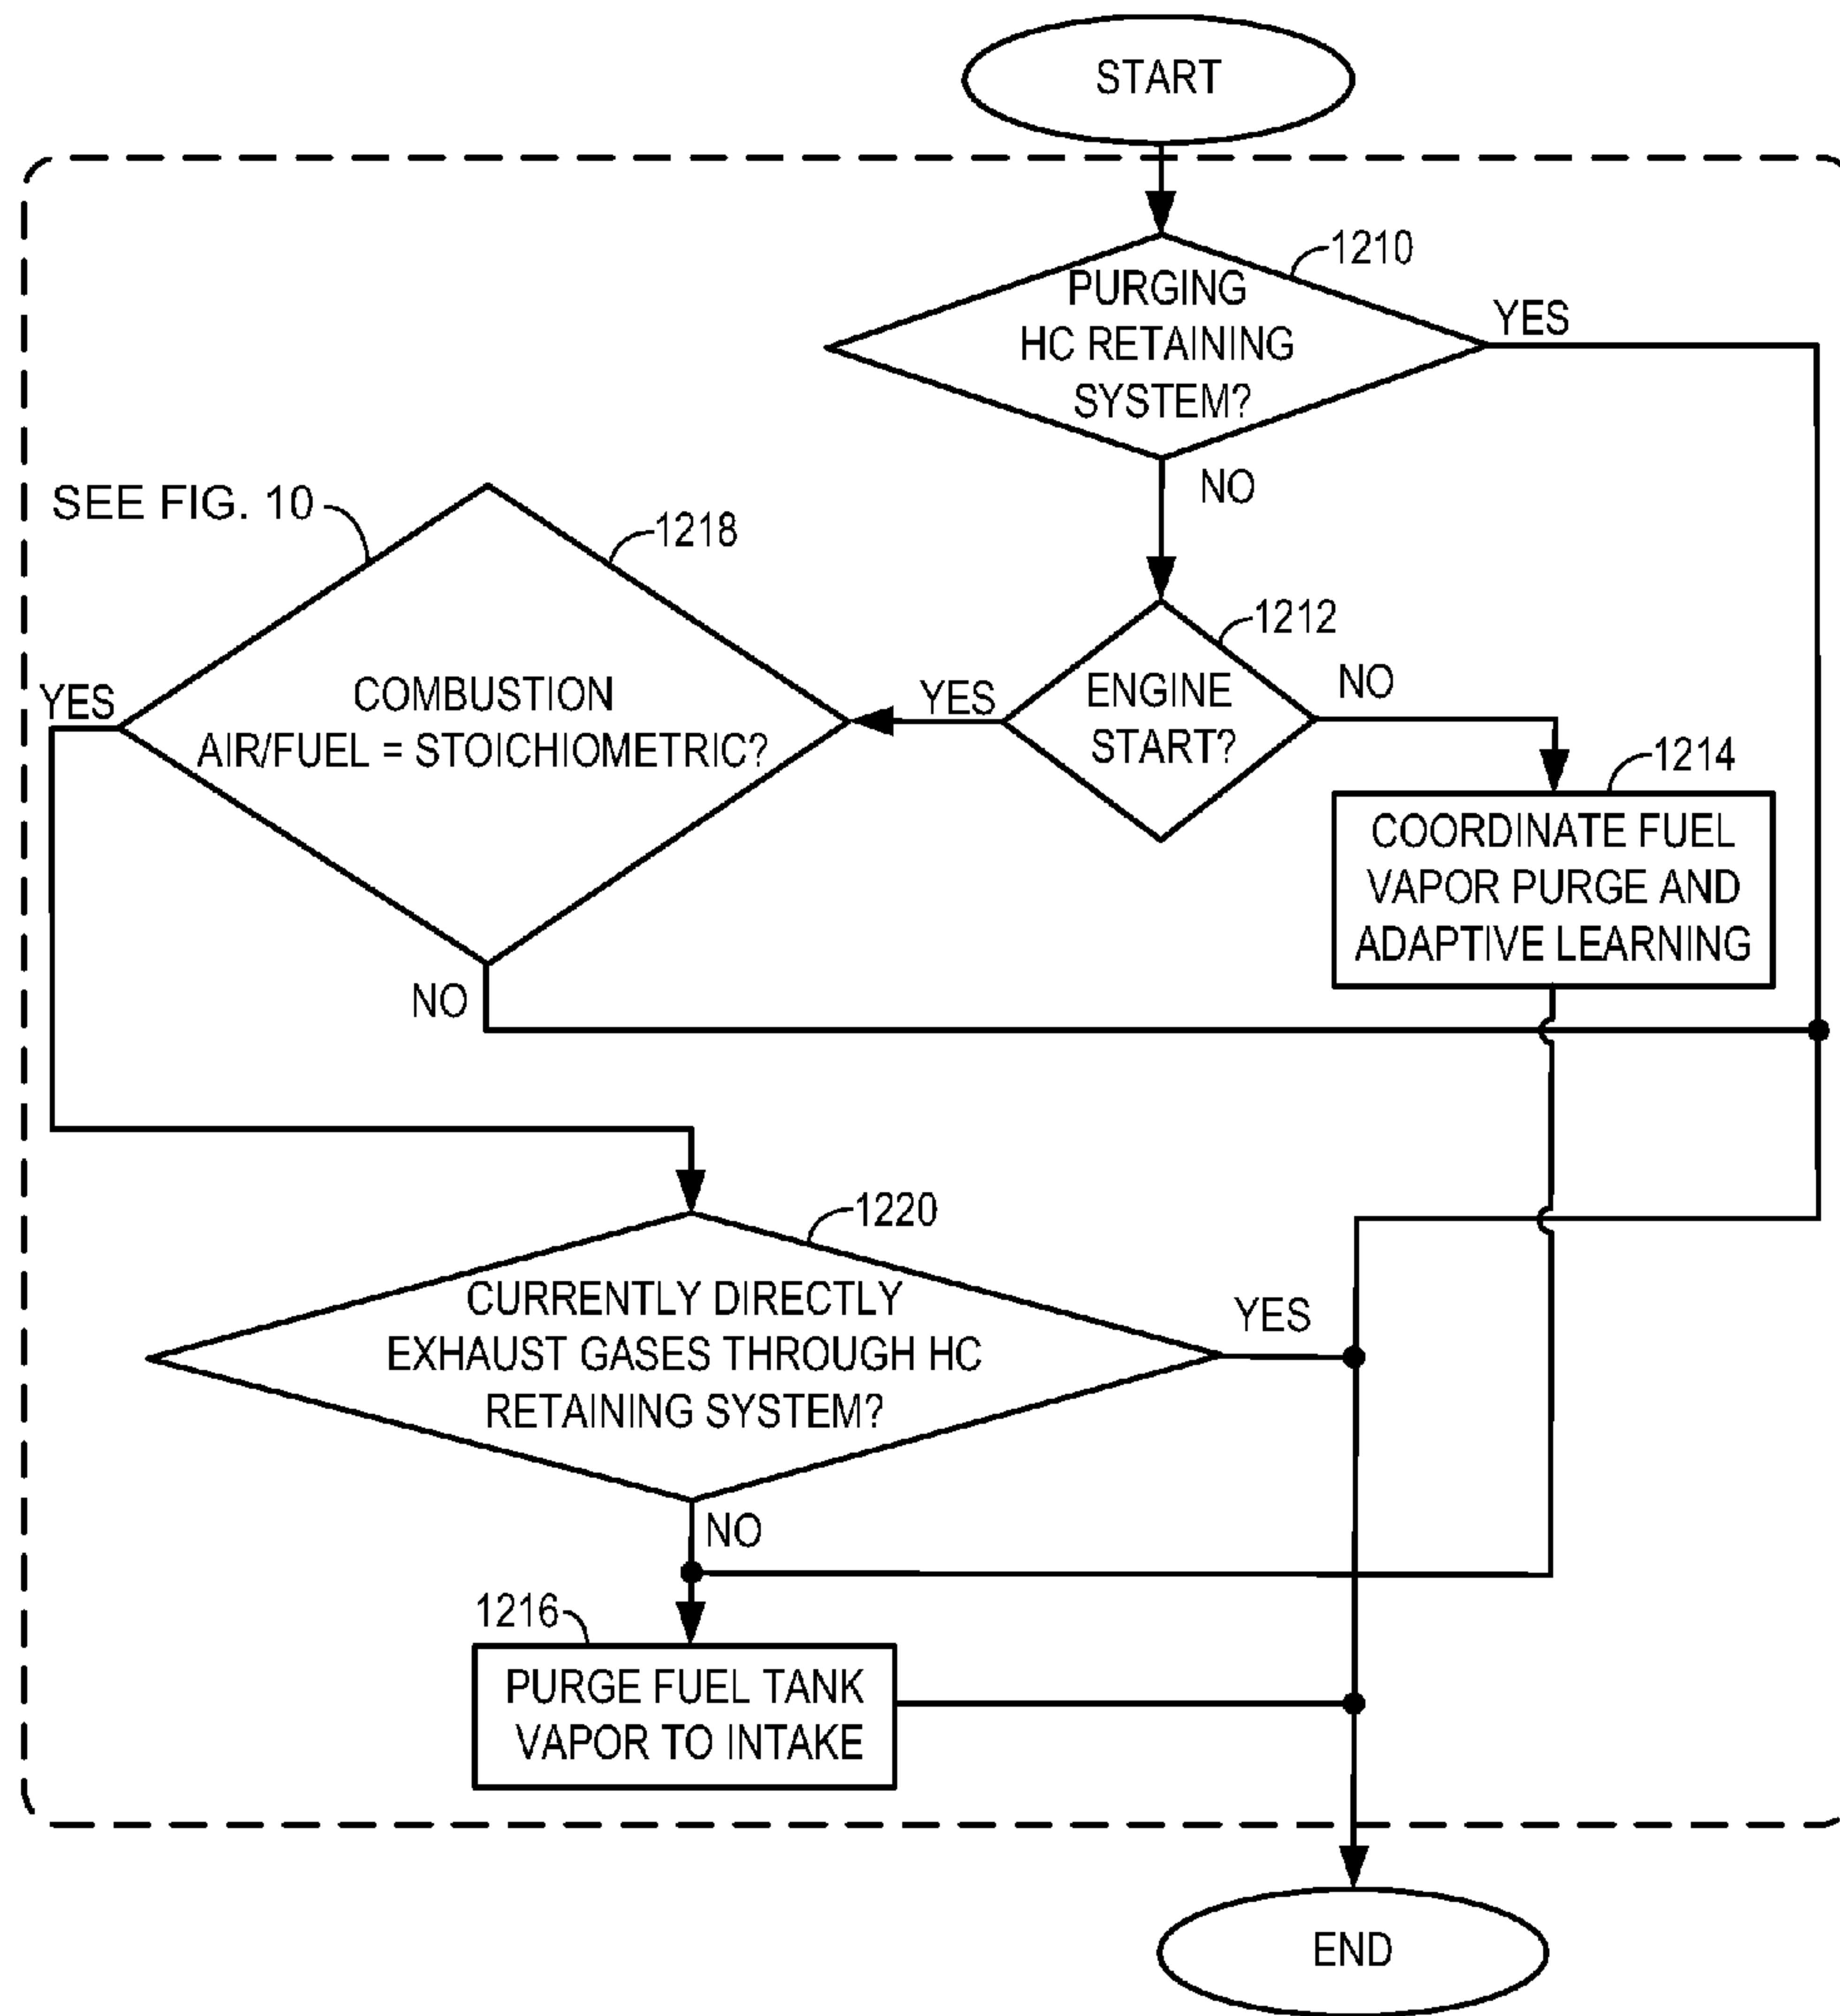 START
1210
PURGING
HC RETAINING
SYSTEM?
YES
NO
SEE FIG. 10
1218
COMBUSTION
AIR/FUEL = STOICHIOMETRIC?
YES
NO
1212
ENGINE
START?
YES
NO
1214
COORDINATE FUEL
VAPOR PURGE AND
ADAPTIVE LEARNING
1220
CURRENTLY DIRECTLY
EXHAUST GASES THROUGH HC
RETAINING SYSTEM?
YES
NO
1216
PURGE FUEL TANK
VAPOR TO INTAKE
END